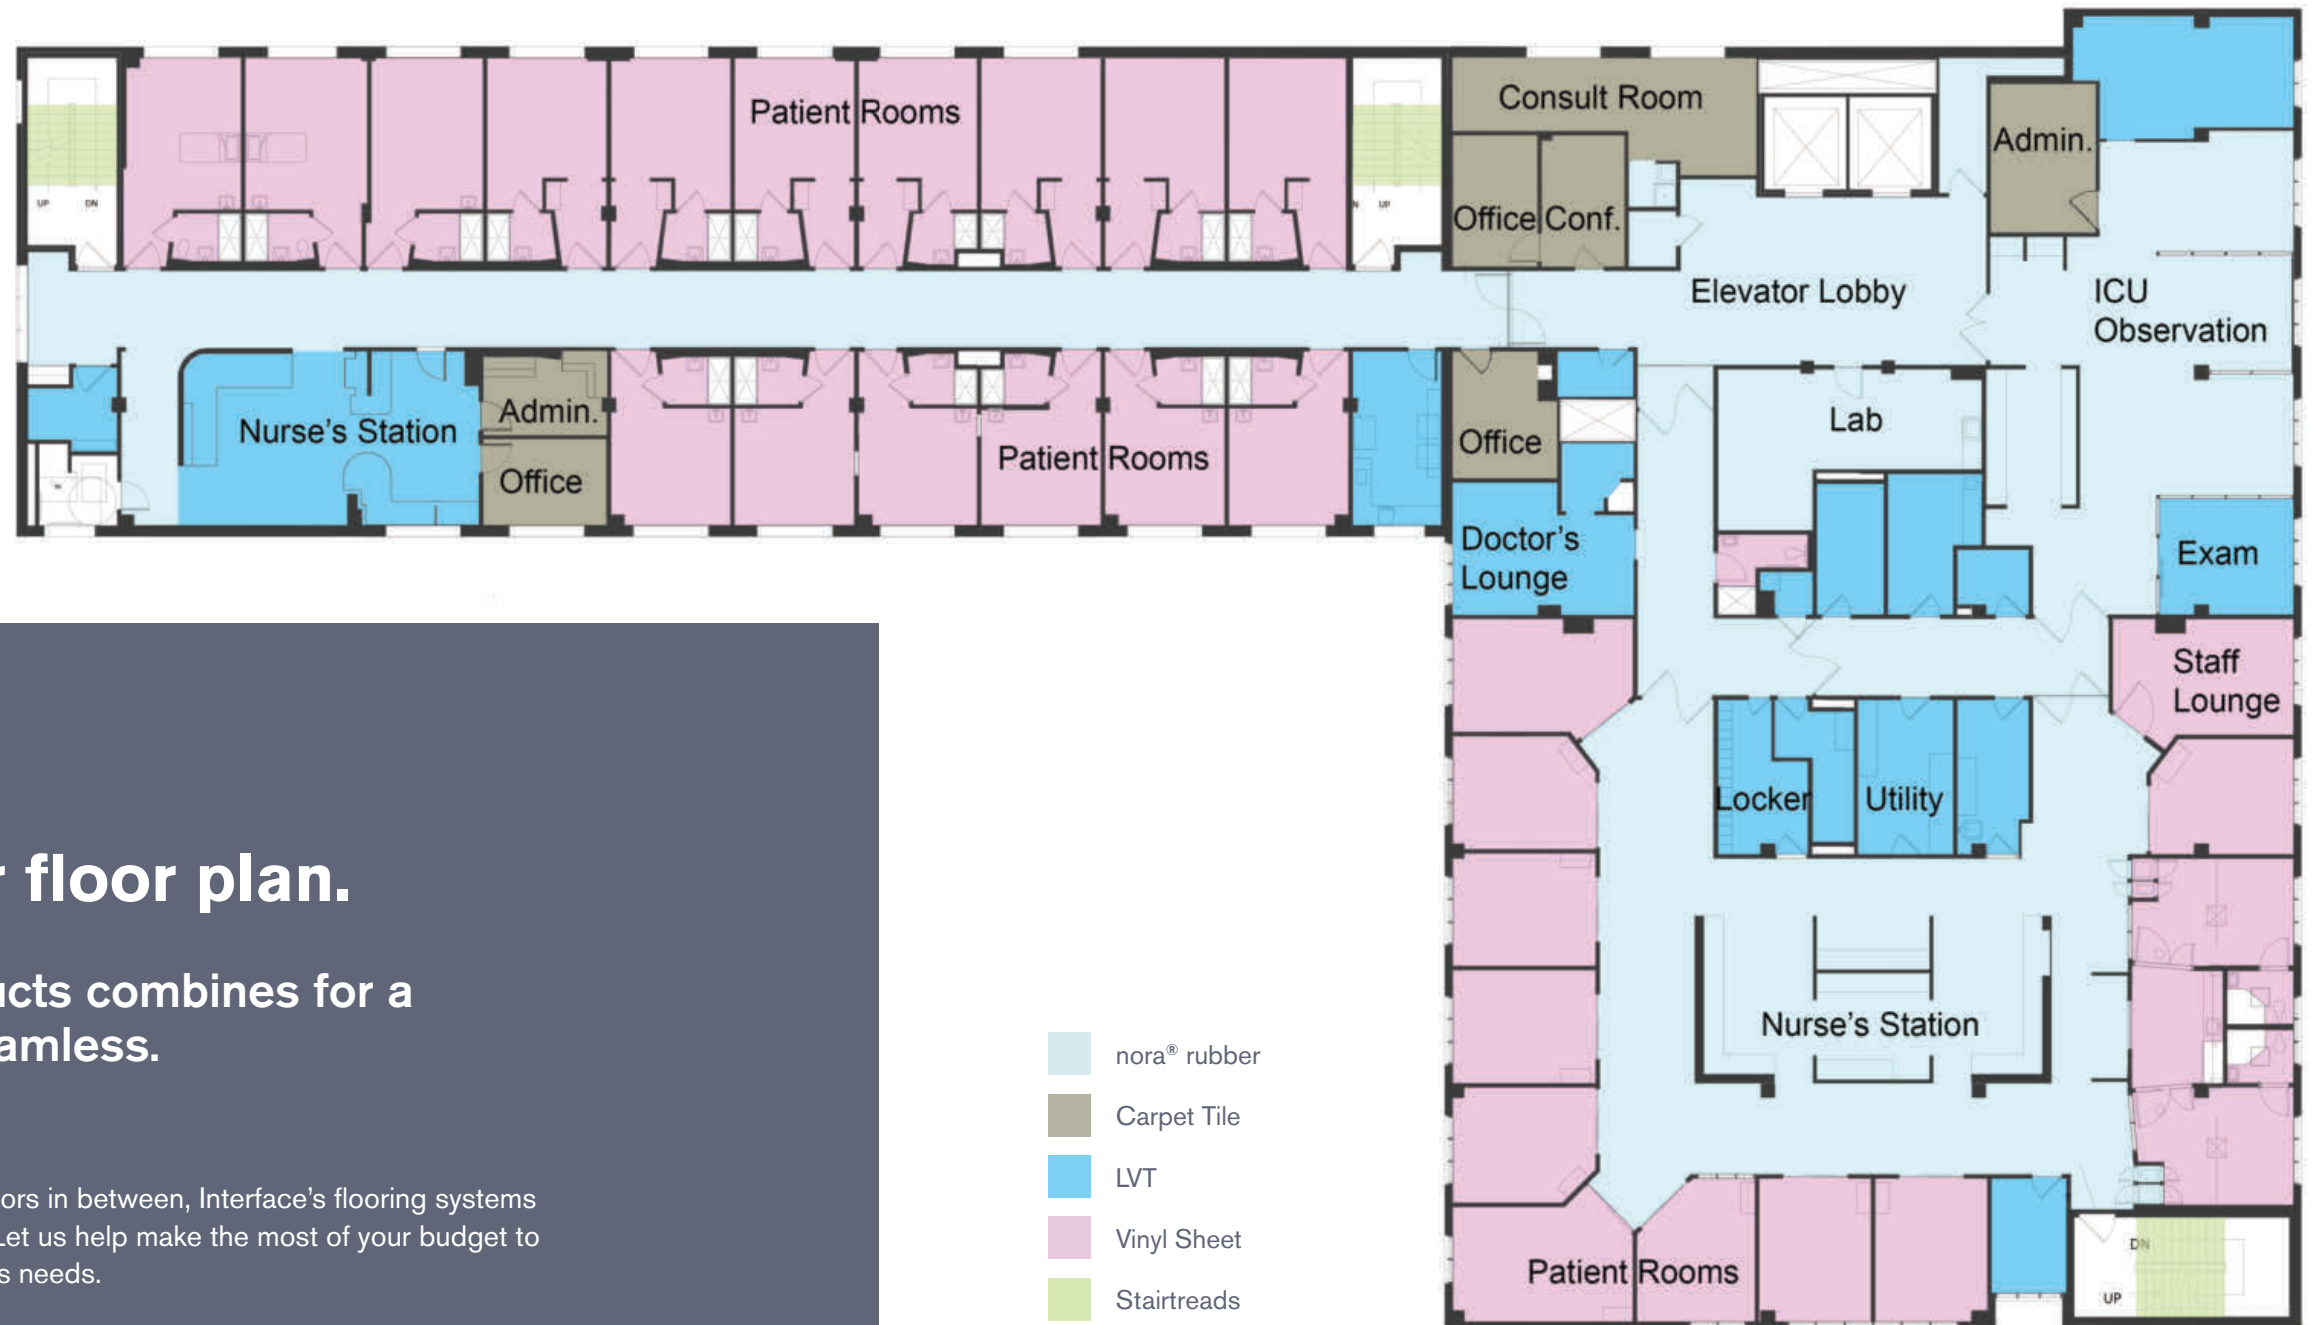 Patient Rooms
Consult Room
Admin.
UP
DN
UP
Office
Conf.
Elevator Lobby
ICU
Observation
Nurse's Station
Admin.
Office
Patient Rooms
Office
Lab
Doctor's
Lounge
Exam
Staff
Lounge
Locker
Utility
Nurse's Station
Patient Rooms
DN
UP
floor plan.
combines for a
in between, Interface’s flooring systems
Let us help make the most of your budget to
needs.
nora® rubber
Carpet Tile
LVT
Vinyl Sheet
Stairtreads